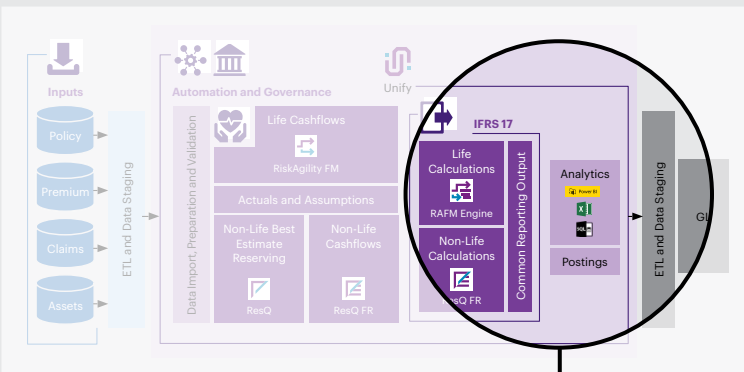 Inputs
Policy
Premium
Claims
Assets
ETL and Data Staging
Automation and Governance
Unify
Data Import, Preparation and Validation
Life Cashflows
RiskAgility FM
Actuals and Assumptions
Non-Life Best
Estimate
Reserving
ResQ
Non-Life
Cashflows
ResQ FR
IFRS 17
Life
Calculations
RAFM Engine
Non-Life
Calculations
ResQ FR
Common Reporting Output
Analytics
Power BI
SQL
Postings
ETL and Data Staging
GL